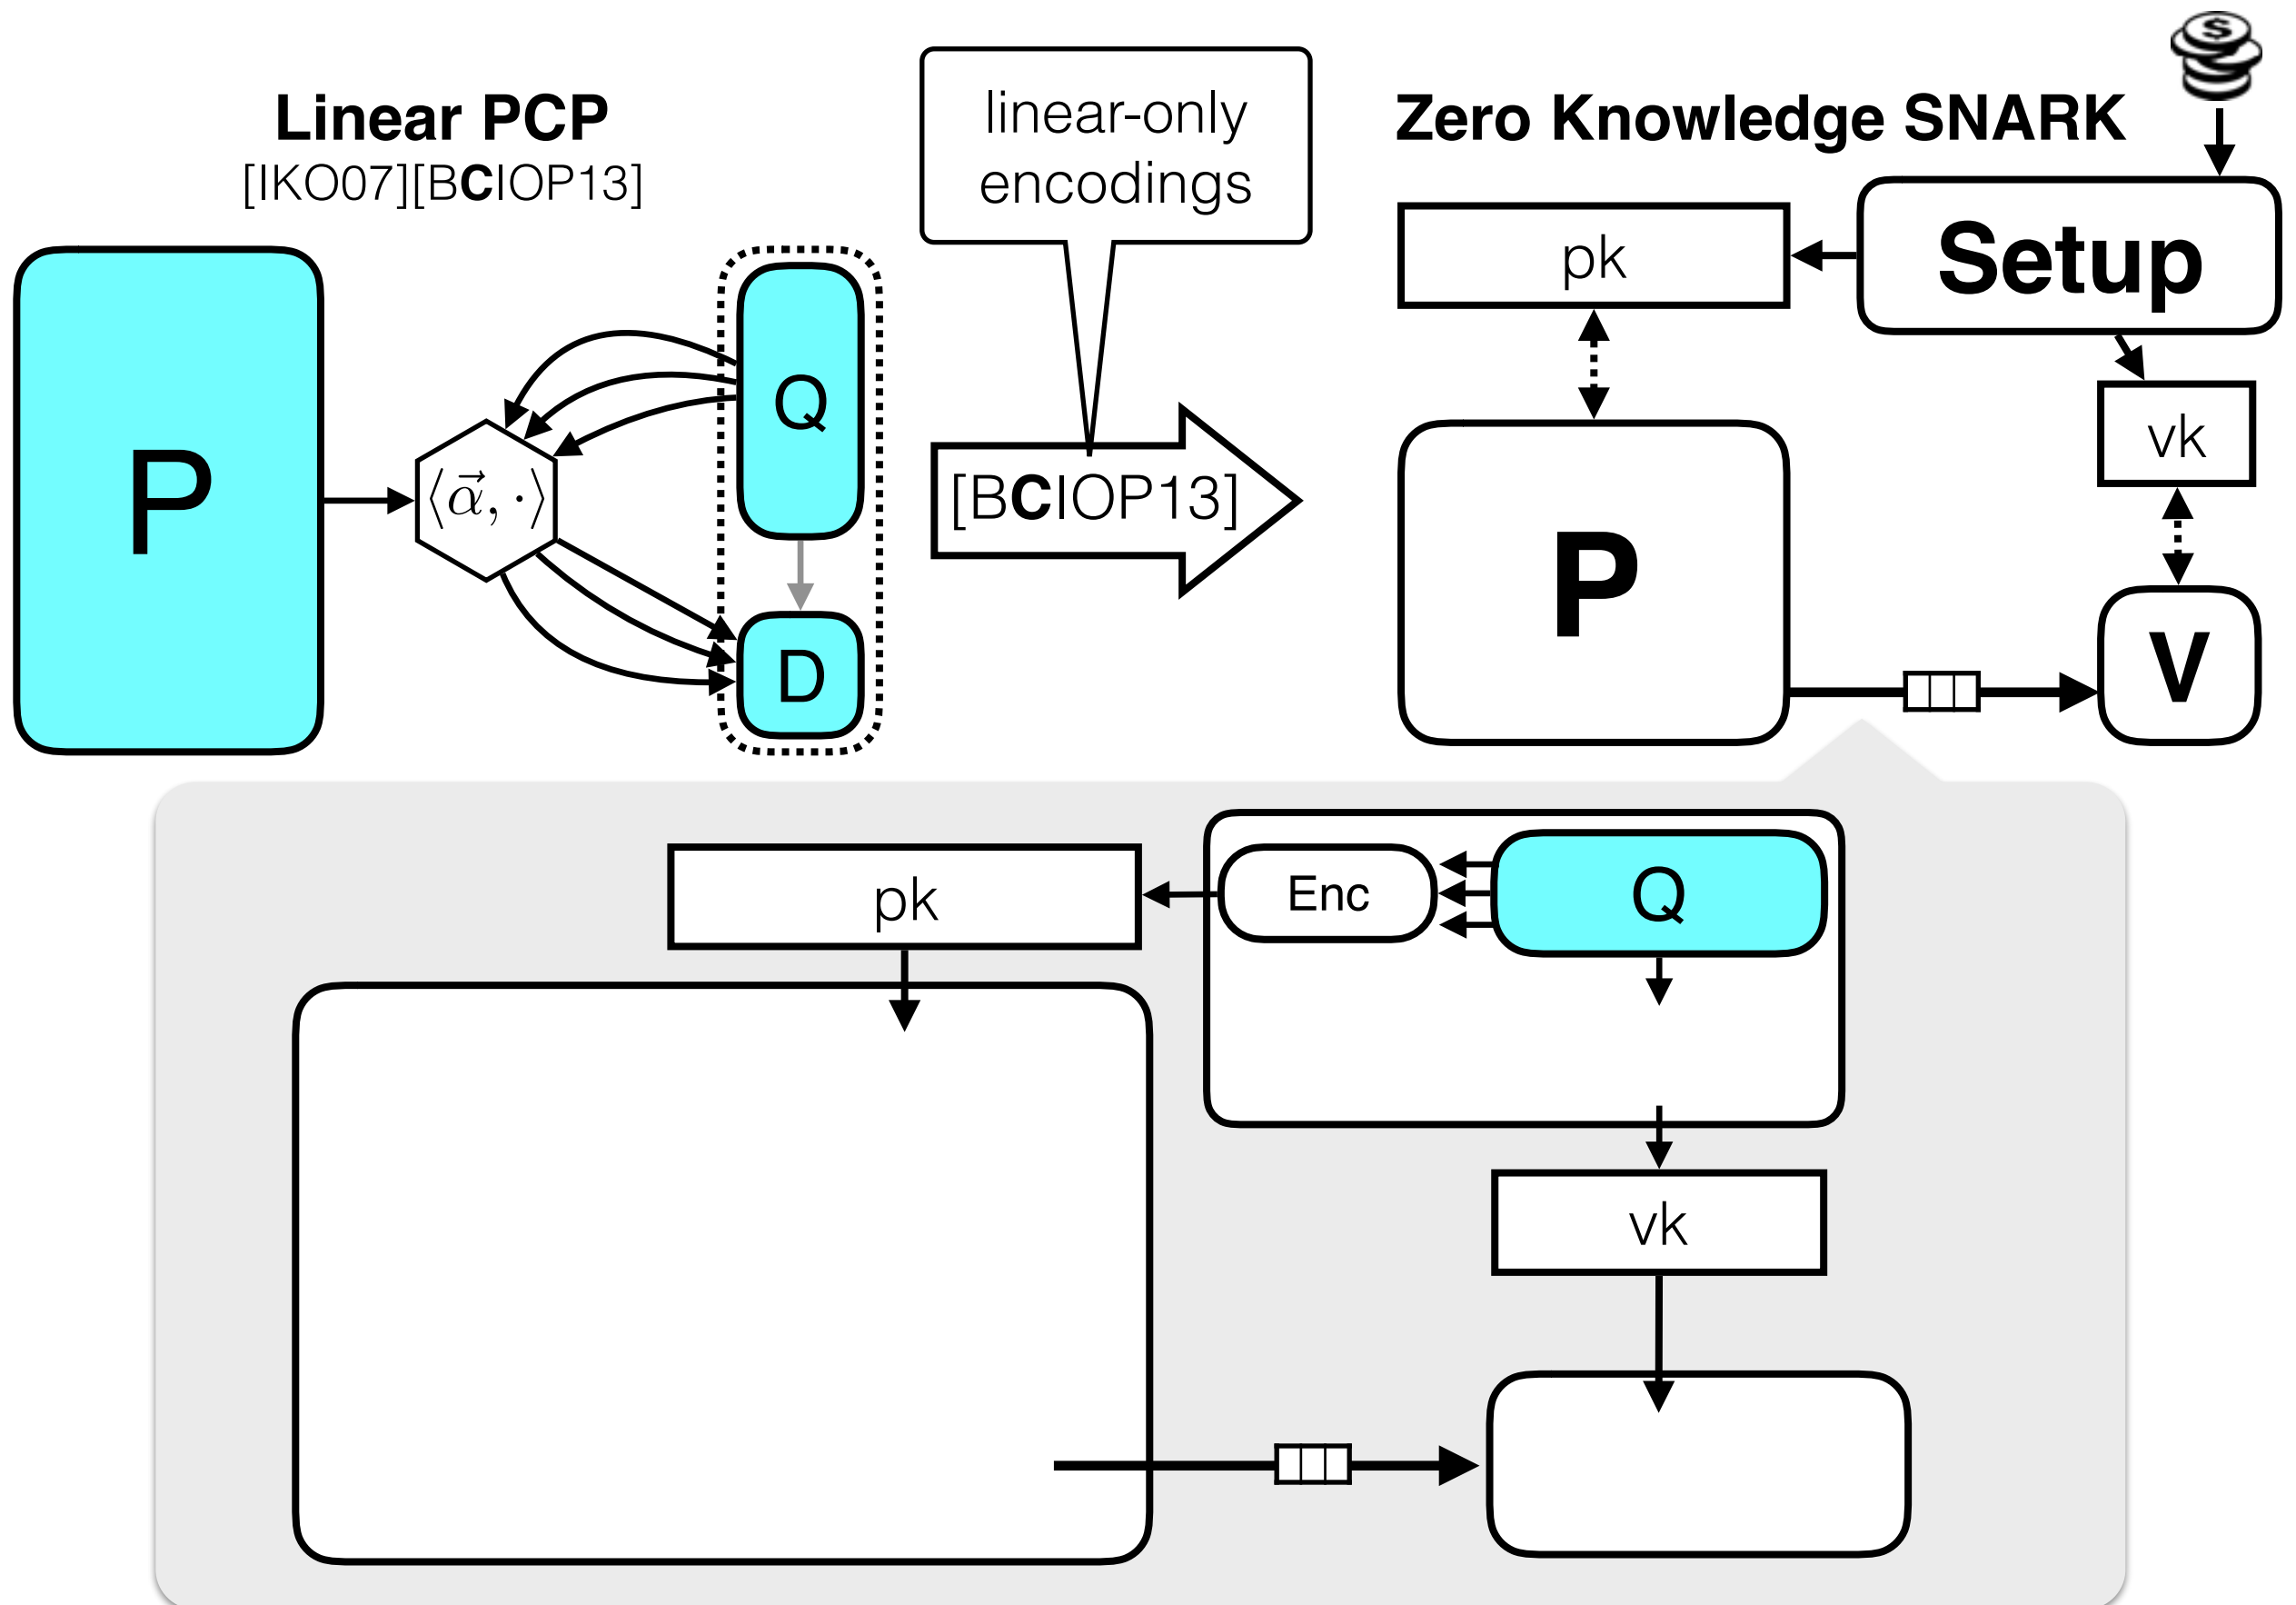 Linear PCP
[IKO07][BCIOP13]
linear-only
encodings
Zero Knowledge SNARK
$
Setup
pk
vk
P
⟨α⃗, ·⟩
Q
D
[BCIOP13]
P
V
pk
Enc
Q
vk